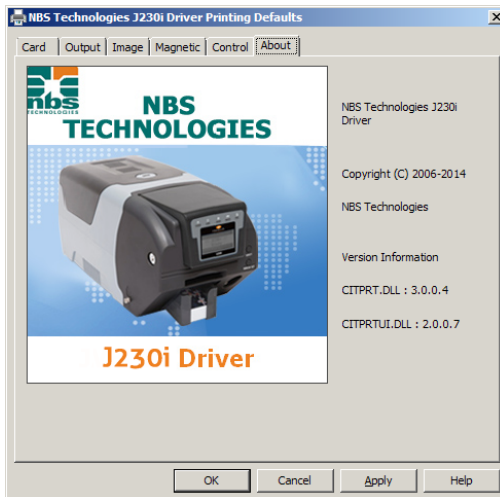 NBS Technologies J230i Driver Printing Defaults
Card Output Image Magnetic Control About
nbs
TECHNOLOGIES
NBS
TECHNOLOGIES
J230i Driver
NBS Technologies J230i
Driver
Copyright (C) 2006-2014
NBS Technologies
Version Information
CITPRT.DLL : 3.0.0.4
CITPRTUI.DLL : 2.0.0.7
OK Cancel Apply Help